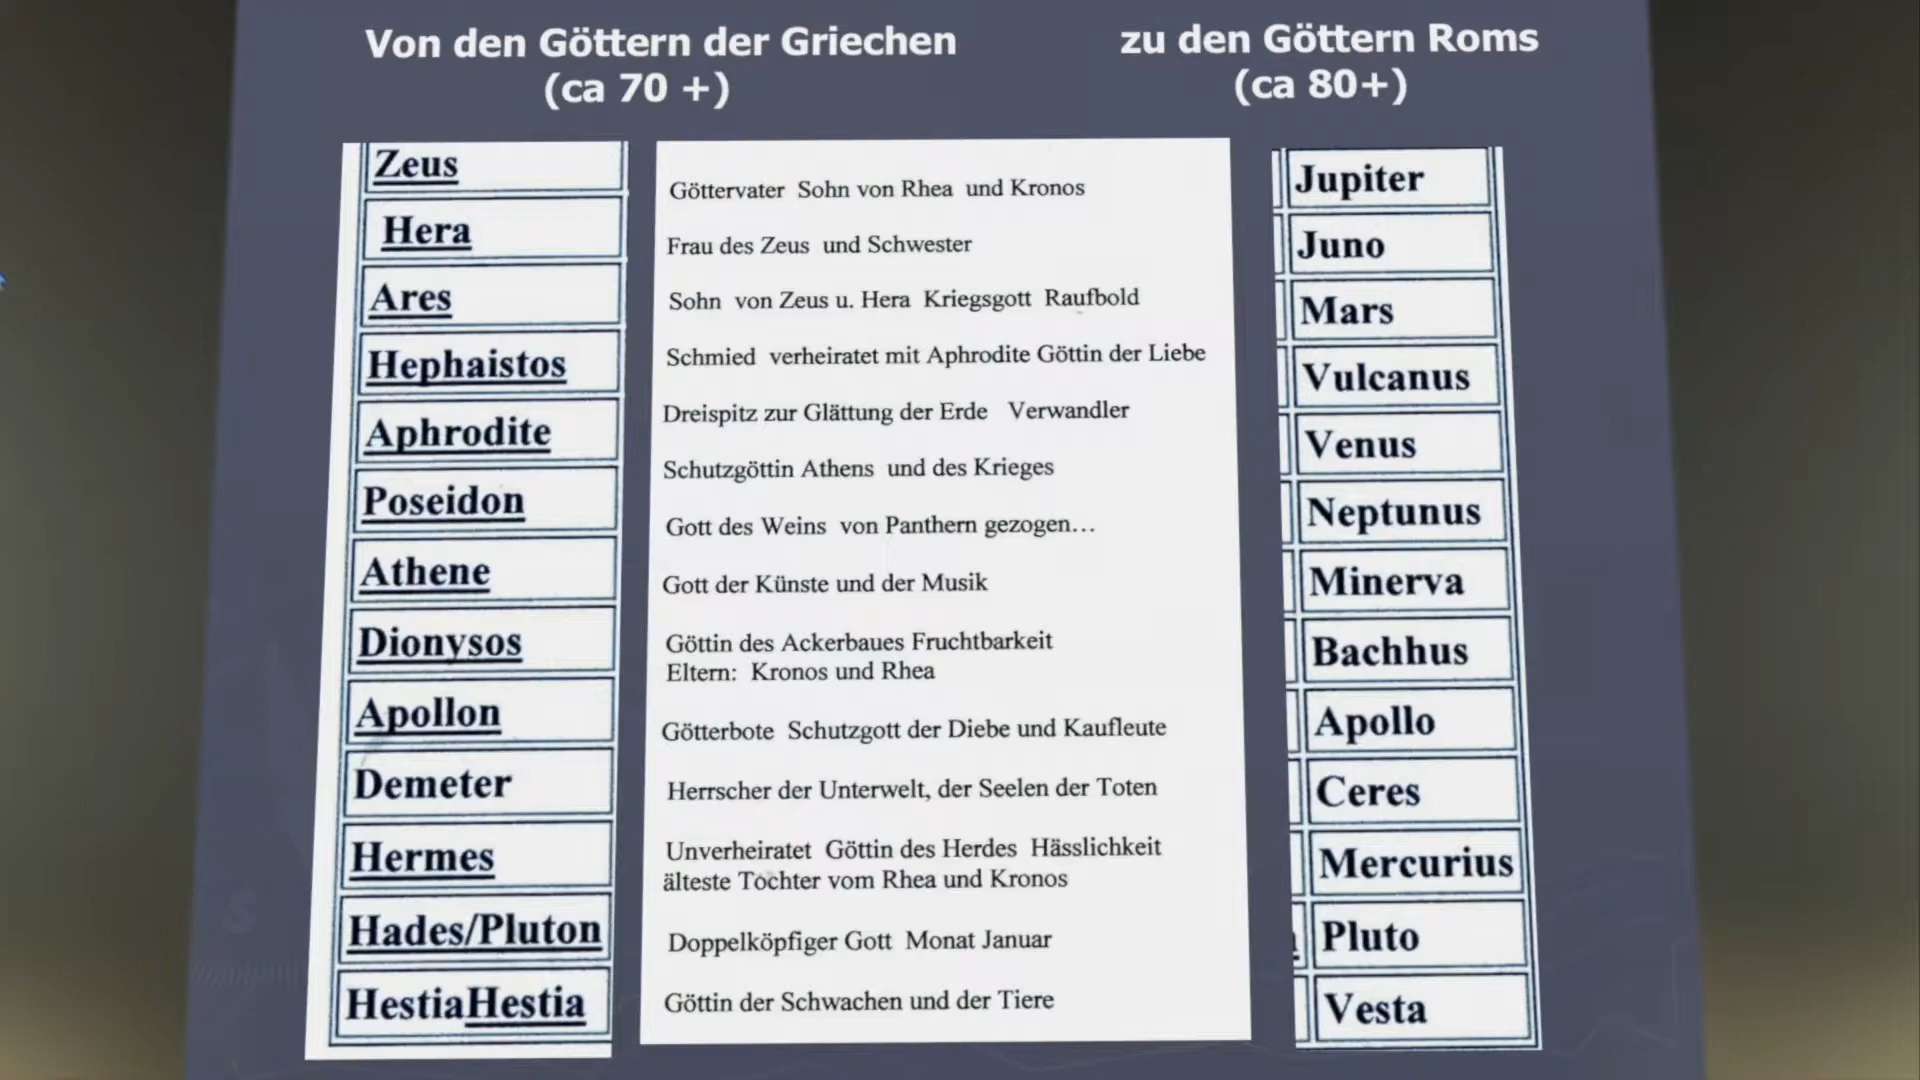 Von den Göttern der Griechen
(ca 70 +)
zu den Göttern Roms
(ca 80+)
Zeus
Hera
Ares
Hephaistos
Aphrodite
Poseidon
Athene
Dionysos
Apollon
Demeter
Hermes
Hades/Pluton
HestiaHestia
Göttervater Sohn von Rhea und Kronos
Frau des Zeus und Schwester
Sohn von Zeus u. Hera Kriegsgott Raufbold
Schmied verheiratet mit Aphrodite Göttin der Liebe
Dreispitz zur Glättung der Erde Verwandler
Schutzgöttin Athens und des Krieges
Gott des Weins von Panthern gezogen…
Gott der Künste und der Musik
Göttin des Ackerbaues Fruchtbarkeit
Eltern: Kronos und Rhea
Götterbote Schutzgott der Diebe und Kaufleute
Herrscher der Unterwelt, der Seelen der Toten
Unverheiratet Göttin des Herdes Hässlichkeit
älteste Tochter vom Rhea und Kronos
Doppelköpfiger Gott Monat Januar
Göttin der Schwachen und der Tiere
Jupiter
Juno
Mars
Vulcanus
Venus
Neptunus
Minerva
Bachhus
Apollo
Ceres
Mercurius
Pluto
Vesta